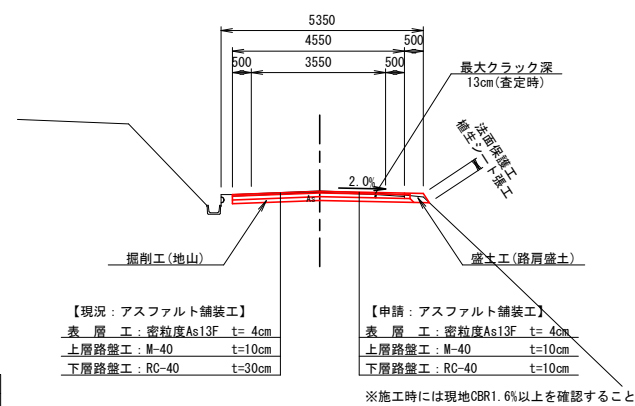 5350
4550
500
500
3550
500
最大クラック深
13cm(査定時)
法面保護工
植生シート張工
2.0%
As
掘削工(地山)
盛土工(路肩盛土)
【現況：アスファルト舗装工】
表 層 工：密粒度As13F t= 4cm
上層路盤工：M-40 t=10cm
下層路盤工：RC-40 t=30cm
【申請：アスファルト舗装工】
表 層 工：密粒度As13F t= 4cm
上層路盤工：M-40 t=10cm
下層路盤工：RC-40 t=10cm
※施工時には現地CBR1.6%以上を確認すること